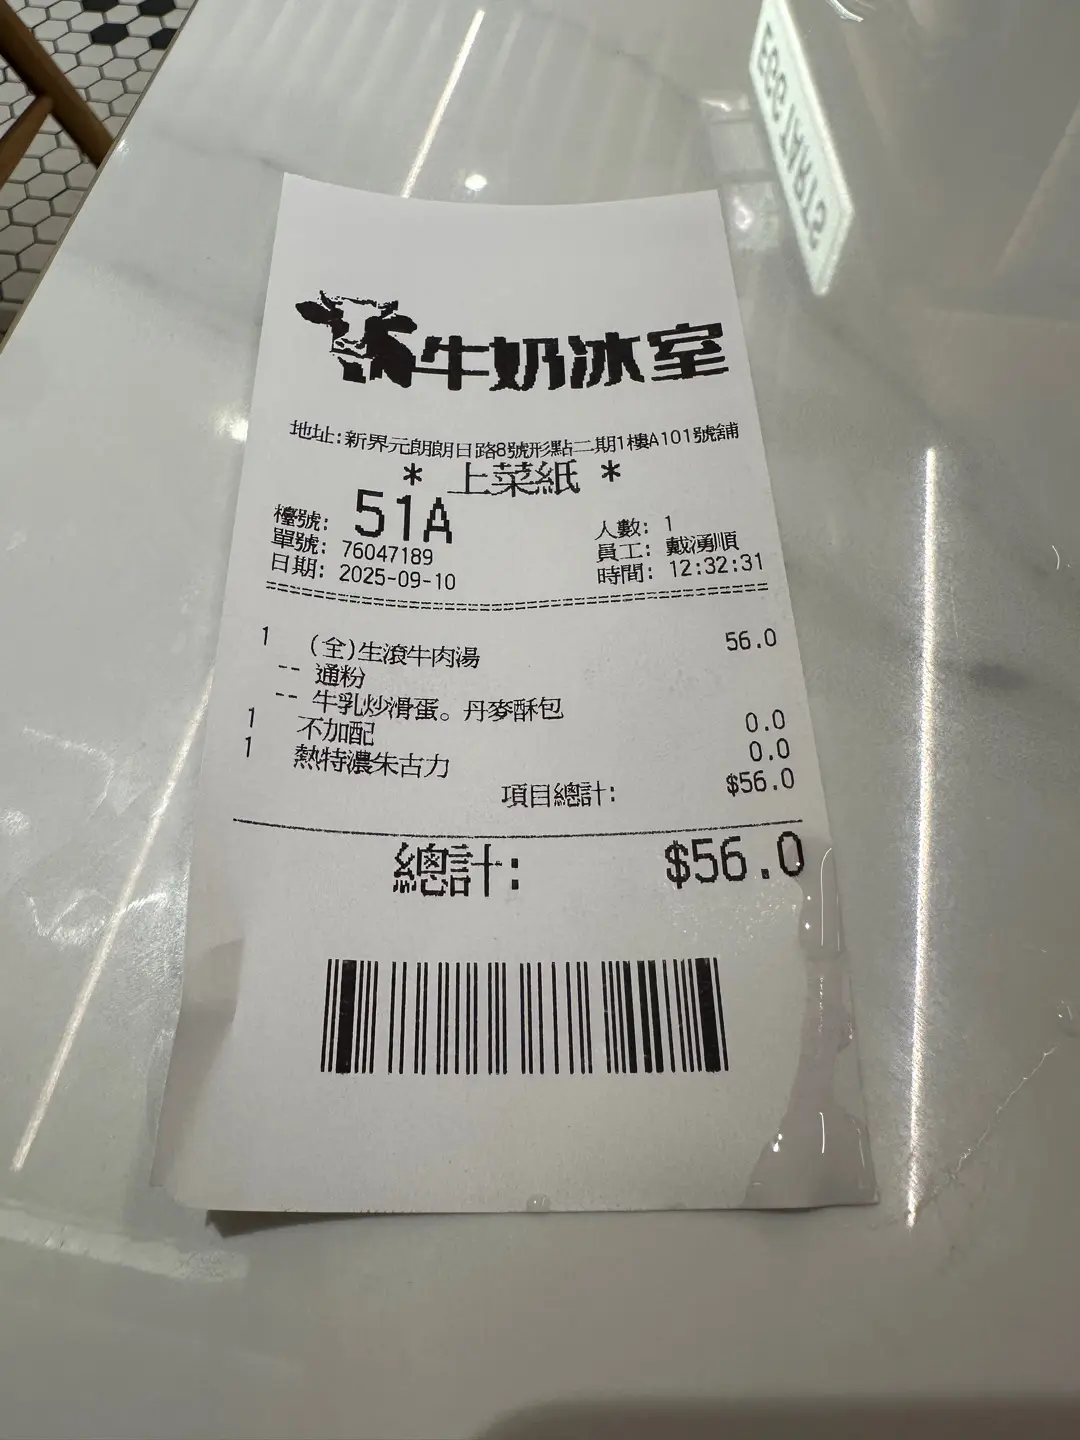 EGG TARTS
牛奶冰室
地址:新界元朗朗日路8號形點二期1樓A101號舖
* 上菜紙 *
檯號: 51A
人數: 1
單號: 76047189
員工: 戴湧順
日期: 2025-09-10
時間: 12:32:31
1 (全)生滾牛肉湯 56.0
-- 通粉
-- 牛乳炒滑蛋。丹麥酥包
1 不加配 0.0
1 熱特濃朱古力 0.0
項目總計: $56.0
總計: $56.0